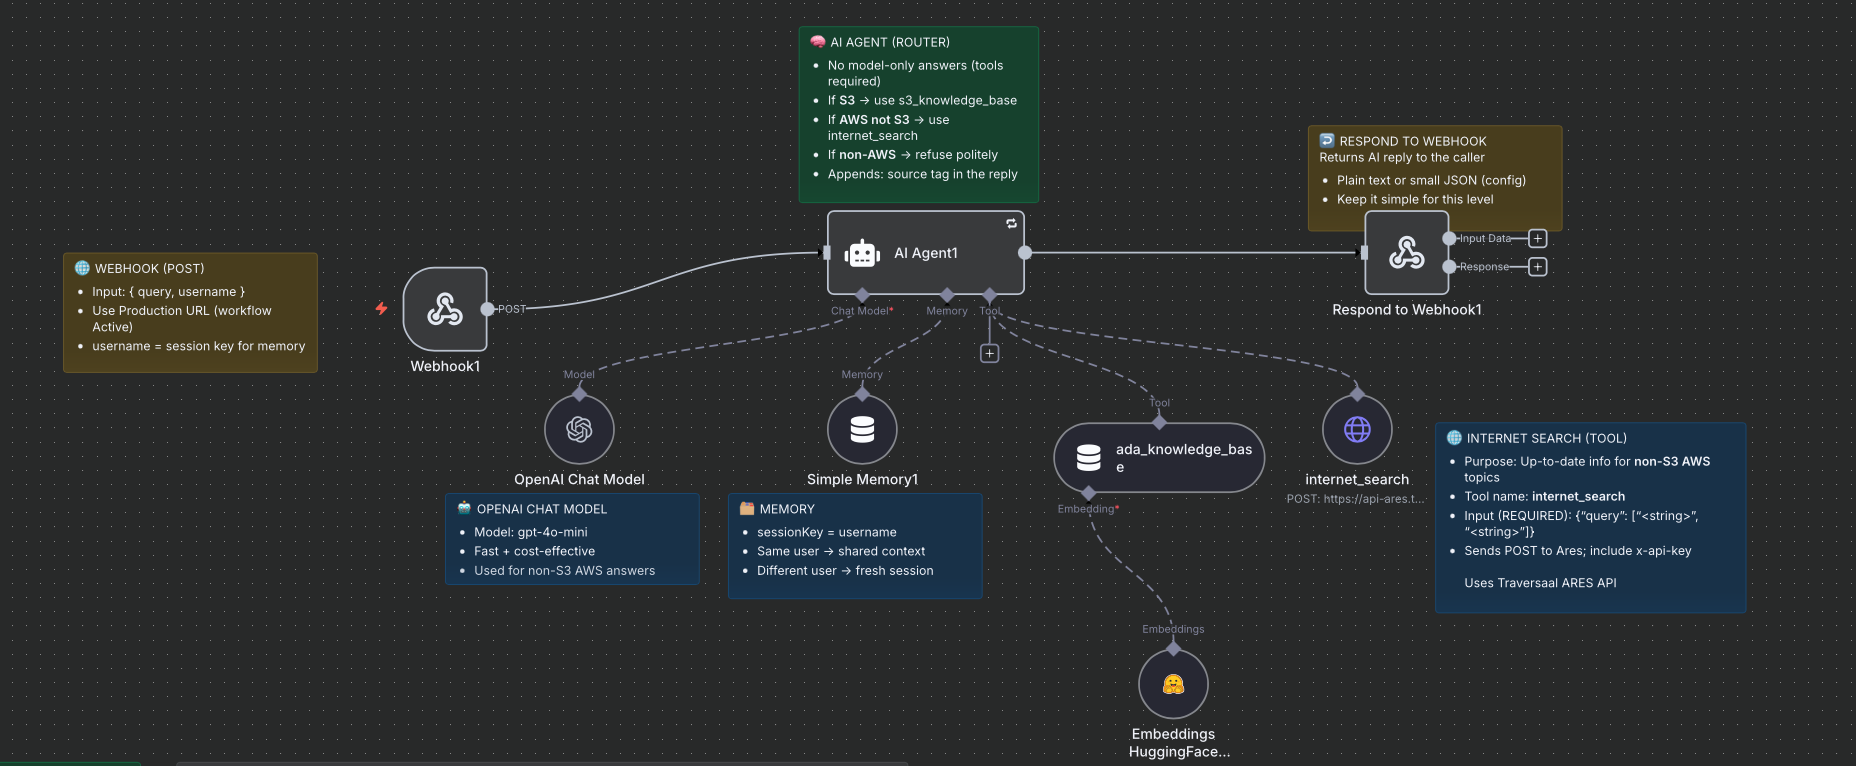 🧠 AI AGENT (ROUTER)
• No model-only answers (tools
required)
• If S3 → use s3_knowledge_base
• If AWS not S3 → use
internet_search
• If non-AWS → refuse politely
• Appends: source tag in the reply
↩️ RESPOND TO WEBHOOK
Returns AI reply to the caller
• Plain text or small JSON (config)
• Keep it simple for this level
🌐 WEBHOOK (POST)
• Input: { query, username }
• Use Production URL (workflow
Active)
• username = session key for memory
POST
Webhook1
AI Agent1
Chat Model*
Memory
Tool
Input Data
Response
Respond to Webhook1
Model
OpenAI Chat Model
🤖 OPENAI CHAT MODEL
• Model: gpt-4o-mini
• Fast + cost-effective
• Used for non-S3 AWS answers
Memory
Simple Memory1
🗂️ MEMORY
• sessionKey = username
• Same user → shared context
• Different user → fresh session
Tool
ada_knowledge_bas
e
Embedding*
Embeddings
Embeddings
HuggingFace...
internet_search
POST: https://api-ares.t...
🌐 INTERNET SEARCH (TOOL)
• Purpose: Up-to-date info for non-S3 AWS
topics
• Tool name: internet_search
• Input (REQUIRED): {“query”: [“<string>”,
“<string>”]}
• Sends POST to Ares; include x-api-key
Uses Traversaal ARES API